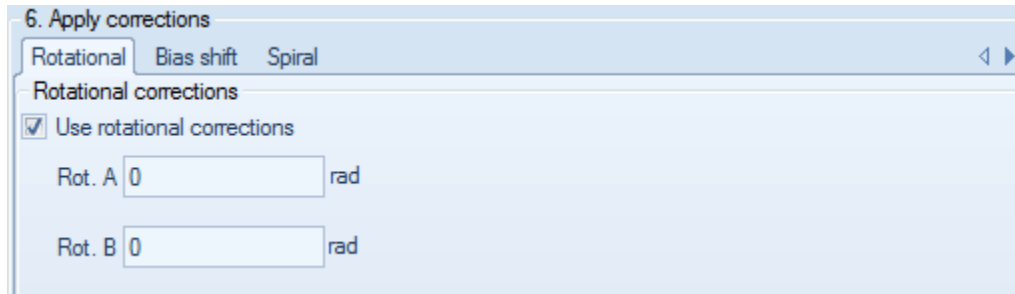 6. Apply corrections
Rotational Bias shift Spiral
Rotational corrections
Use rotational corrections
Rot. A 0 rad
Rot. B 0 rad